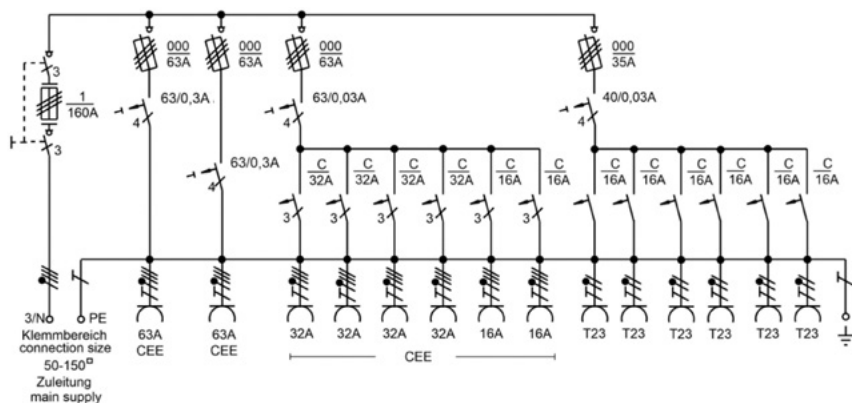 000
63A
000
63A
000
63A
000
35A
3
1
160A
3
63/0,3A
4
63/0,3A
4
63/0,03A
4
40/0,03A
4
C
32A
C
32A
C
32A
C
32A
C
16A
C
16A
C
16A
C
16A
C
16A
C
16A
C
16A
C
16A
3
3
3
3
3
3
3/N
PE
Klemmbereich
connection size
50-150□
Zuleitung
main supply
63A
CEE
63A
CEE
32A
32A
32A
32A
16A
16A
CEE
T23
T23
T23
T23
T23
T23